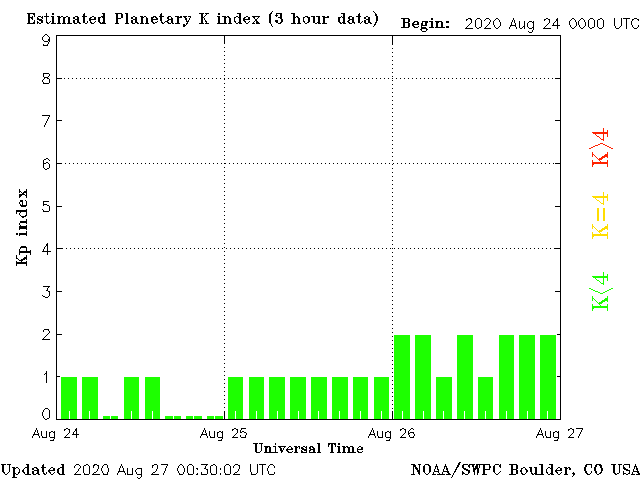 Estimated Planetary K index (3 hour data)
Begin: 2020 Aug 24 0000 UTC
9
8
7
6
5
4
3
2
1
0
Kp index
K>4
K=4
K<4
Aug 24
Aug 25
Aug 26
Aug 27
Universal Time
Updated 2020 Aug 27 00:30:02 UTC
NOAA/SWPC Boulder, CO USA